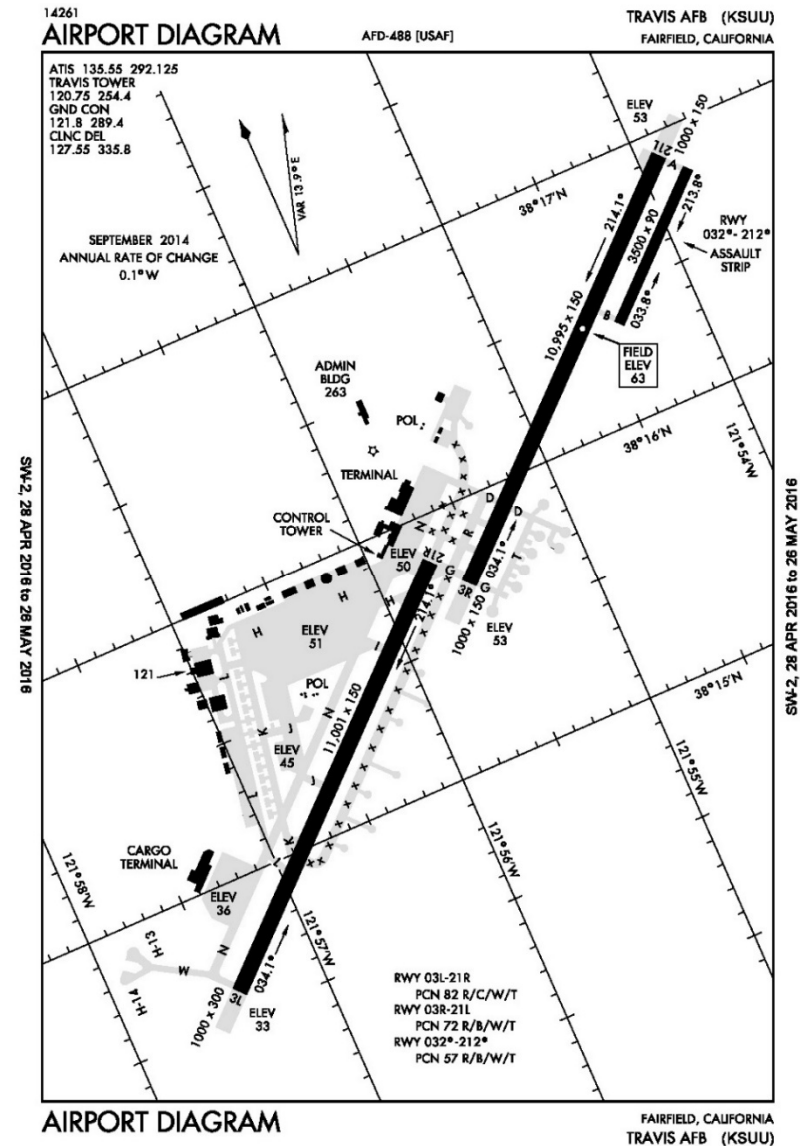 14261
AIRPORT DIAGRAM
AFD-488 [USAF]
TRAVIS AFB (KSUU)
FAIRFIELD, CALIFORNIA
ATIS 135.55 292.125
TRAVIS TOWER
120.75 254.4
GND CON
121.8 289.4
CLNC DEL
127.55 335.8
VAR 13.9° E
SEPTEMBER 2014
ANNUAL RATE OF CHANGE
0.1° W
ELEV
53
1000 x 150
21L
A
38°17'N
214.1°
213.8°
3500 x 90
RWY
032°- 212°
ASSAULT
STRIP
033.8°
B
10,995 x 150
FIELD
ELEV
63
ADMIN
BLDG
263
POL
38°16'N
121°54'W
TERMINAL
CONTROL
TOWER
N
R
D
D
T
ELEV
50
21R
G
3R
G
034.1°
1000 x 150
ELEV
53
H
H
H
ELEV
51
214.1°
I
121
L
POL
N
11,001 x 150
38°15'N
K
J
ELEV
45
J
L
121°55'W
K
L
CARGO
TERMINAL
121°56'W
121°58'W
ELEV
36
121°57'W
H-13
W
N
H-14
3L
034.1°
1000 x 300
ELEV
33
RWY 03L-21R
PCN 82 R/C/W/T
RWY 03R-21L
PCN 72 R/B/W/T
RWY 032°-212°
PCN 57 R/B/W/T
SW-2, 28 APR 2016 to 26 MAY 2016
SW-2, 28 APR 2016 to 26 MAY 2016
AIRPORT DIAGRAM
FAIRFIELD, CALIFORNIA
TRAVIS AFB (KSUU)